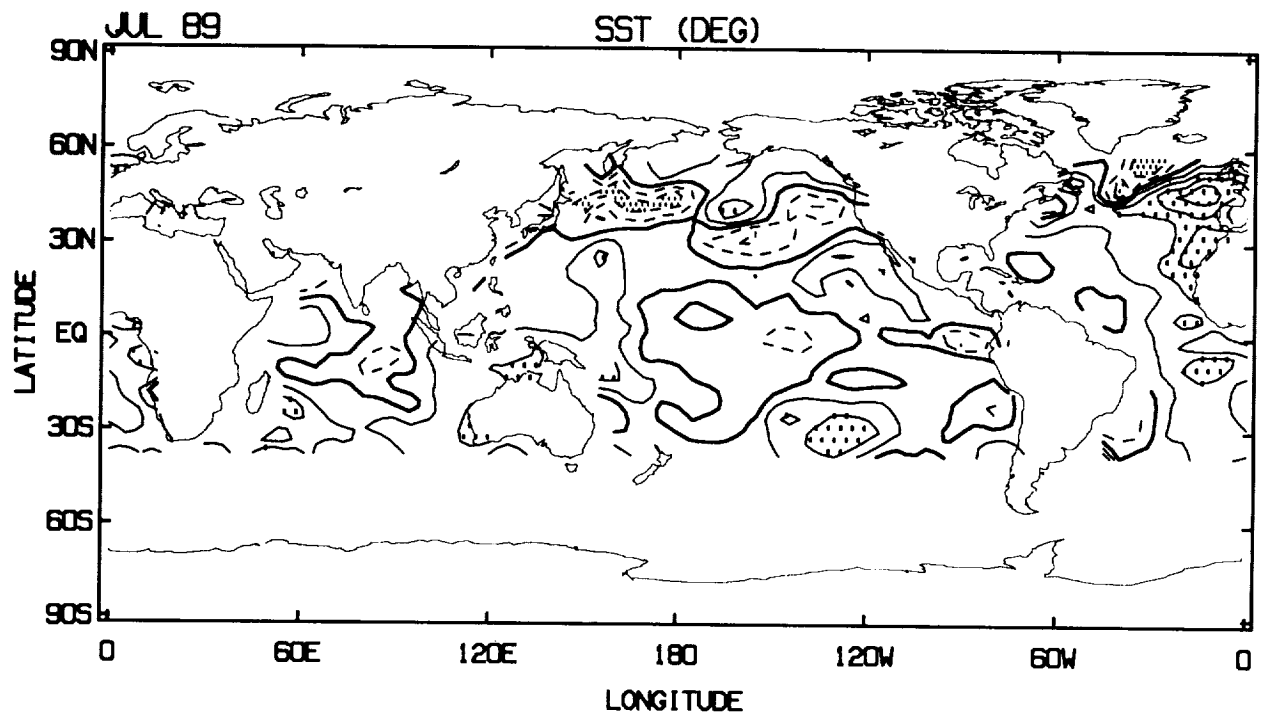 JUL 89 SST (DEG)
90N
60N
30N
EQ
30S
60S
90S
LATITUDE
0 60E 120E 180 120W 60W 0
LONGITUDE